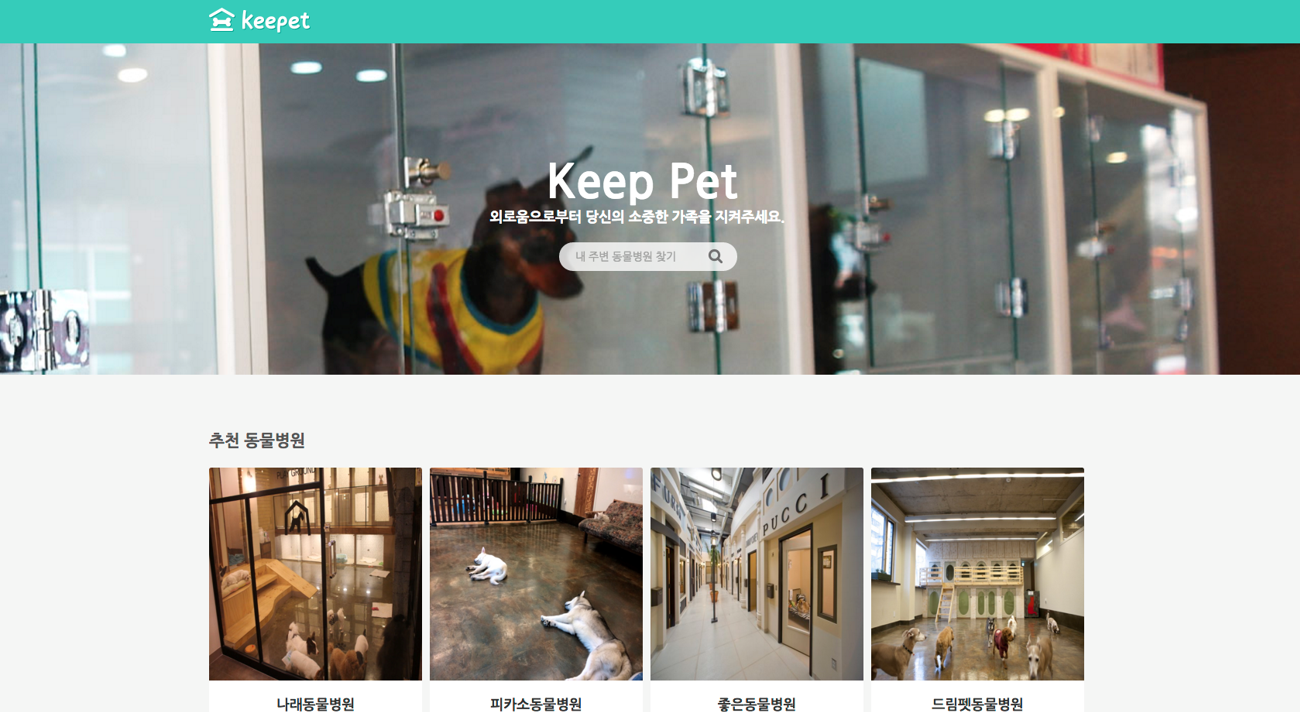 keepet
Keep Pet
외로움으로부터 당신의 소중한 가족을 지켜주세요.
내 주변 동물병원 찾기
추천 동물병원
PUCCI
나래동물병원
피카소동물병원
좋은동물병원
드림펫동물병원